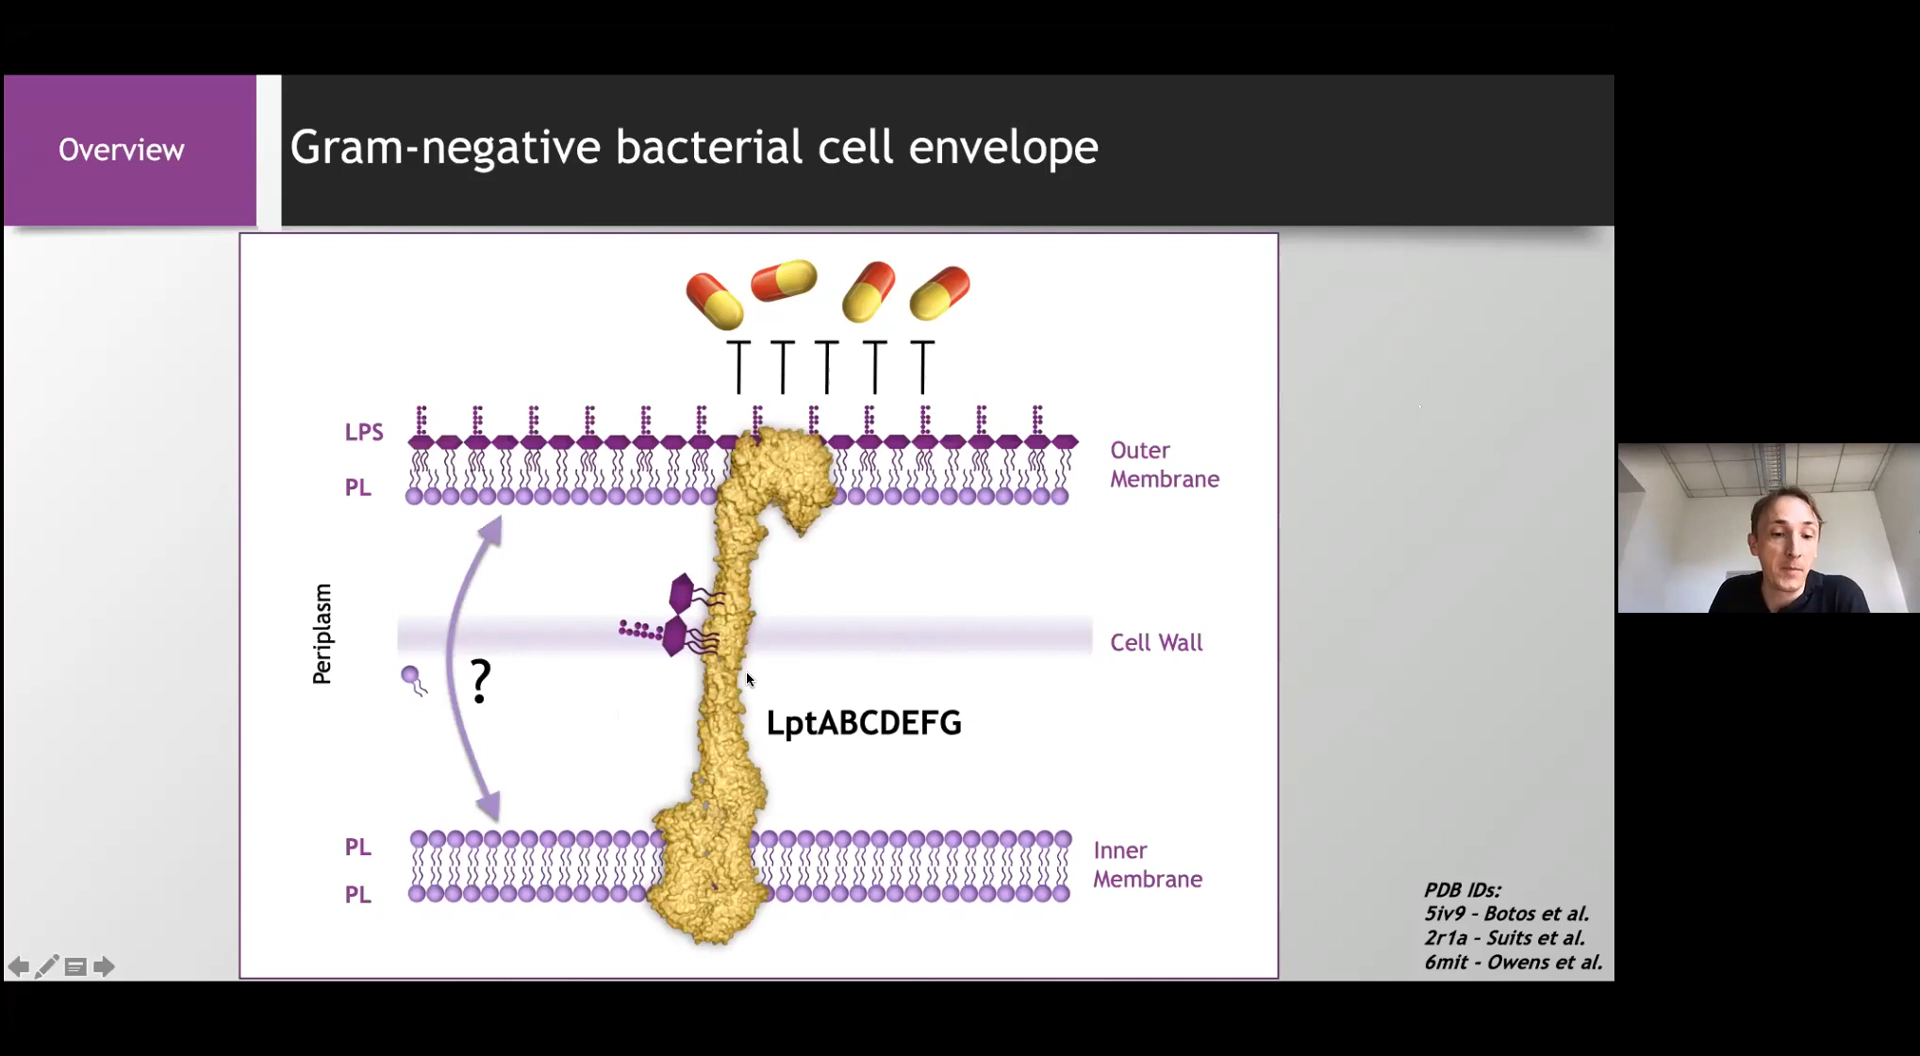 Overview
Gram-negative bacterial cell envelope
LPS
PL
Outer
Membrane
Periplasm
?
Cell Wall
LptABCDEFG
PL
PL
Inner
Membrane
PDB IDs:
5iv9 - Botos et al.
2r1a - Suits et al.
6mit - Owens et al.